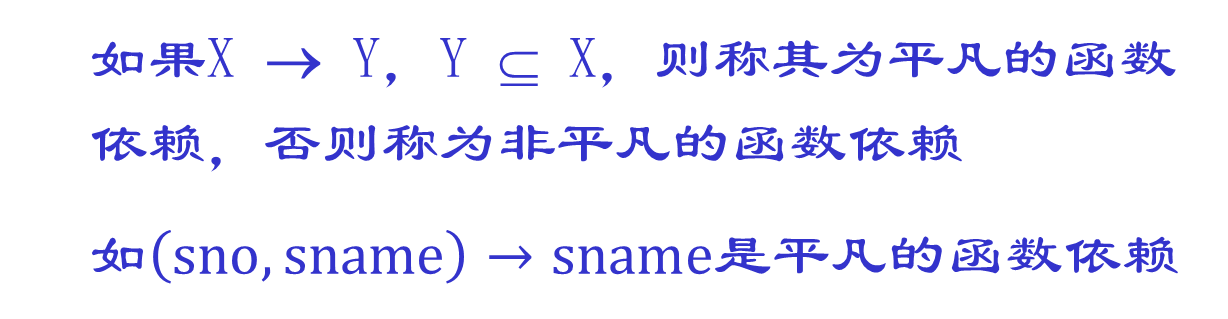 如果X → Y，Y ⊆ X，则称其为平凡的函数
依赖，否则称为非平凡的函数依赖
如(sno, sname) → sname是平凡的函数依赖